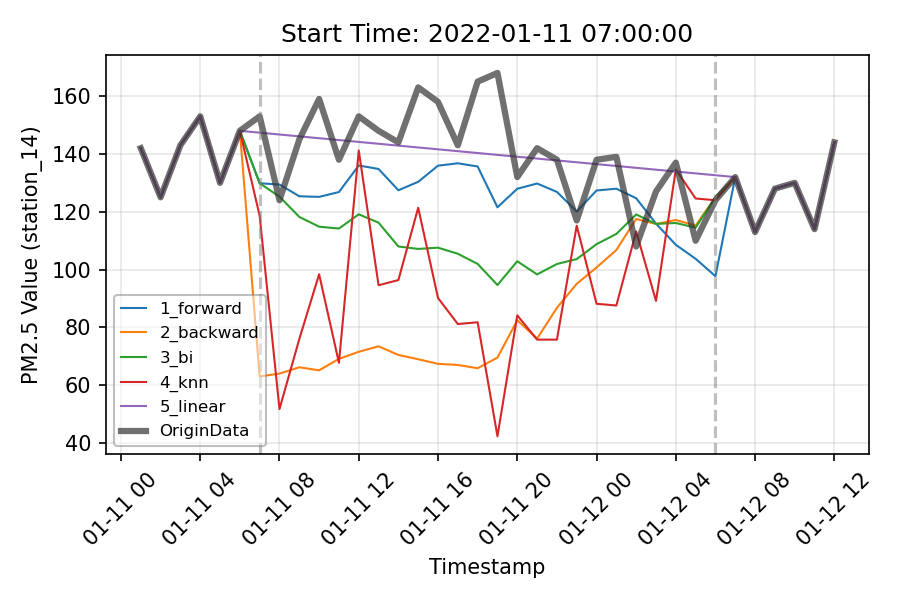 Start Time: 2022-01-11 07:00:00
PM2.5 Value (station_14)
160
140
120
100
80
60
40
1_forward
2_backward
3_bi
4_knn
5_linear
OriginData
01-11 00
01-11 04
01-11 08
01-11 12
01-11 16
01-11 20
01-12 00
01-12 04
01-12 08
01-12 12
Timestamp